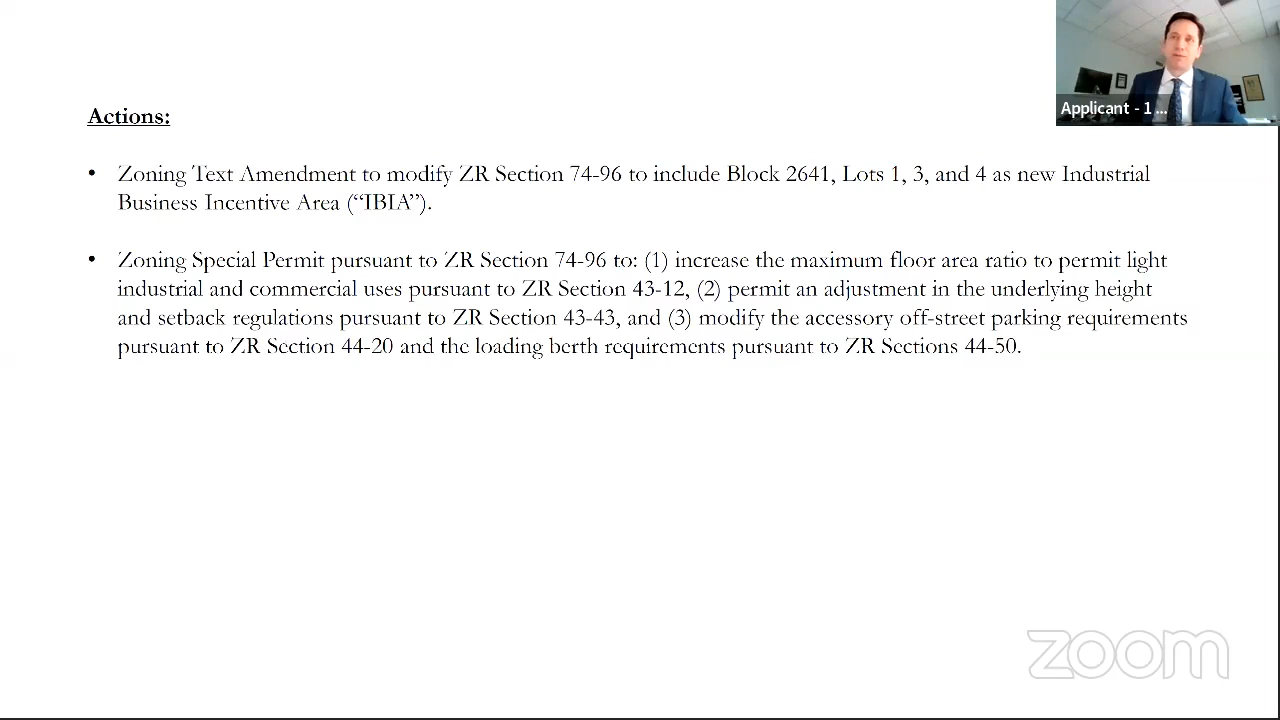 Applicant - 1 ...
Actions:
• Zoning Text Amendment to modify ZR Section 74-96 to include Block 2641, Lots 1, 3, and 4 as new Industrial
Business Incentive Area (“IBIA”).
• Zoning Special Permit pursuant to ZR Section 74-96 to: (1) increase the maximum floor area ratio to permit light
industrial and commercial uses pursuant to ZR Section 43-12, (2) permit an adjustment in the underlying height
and setback regulations pursuant to ZR Section 43-43, and (3) modify the accessory off-street parking requirements
pursuant to ZR Section 44-20 and the loading berth requirements pursuant to ZR Sections 44-50.
zoom